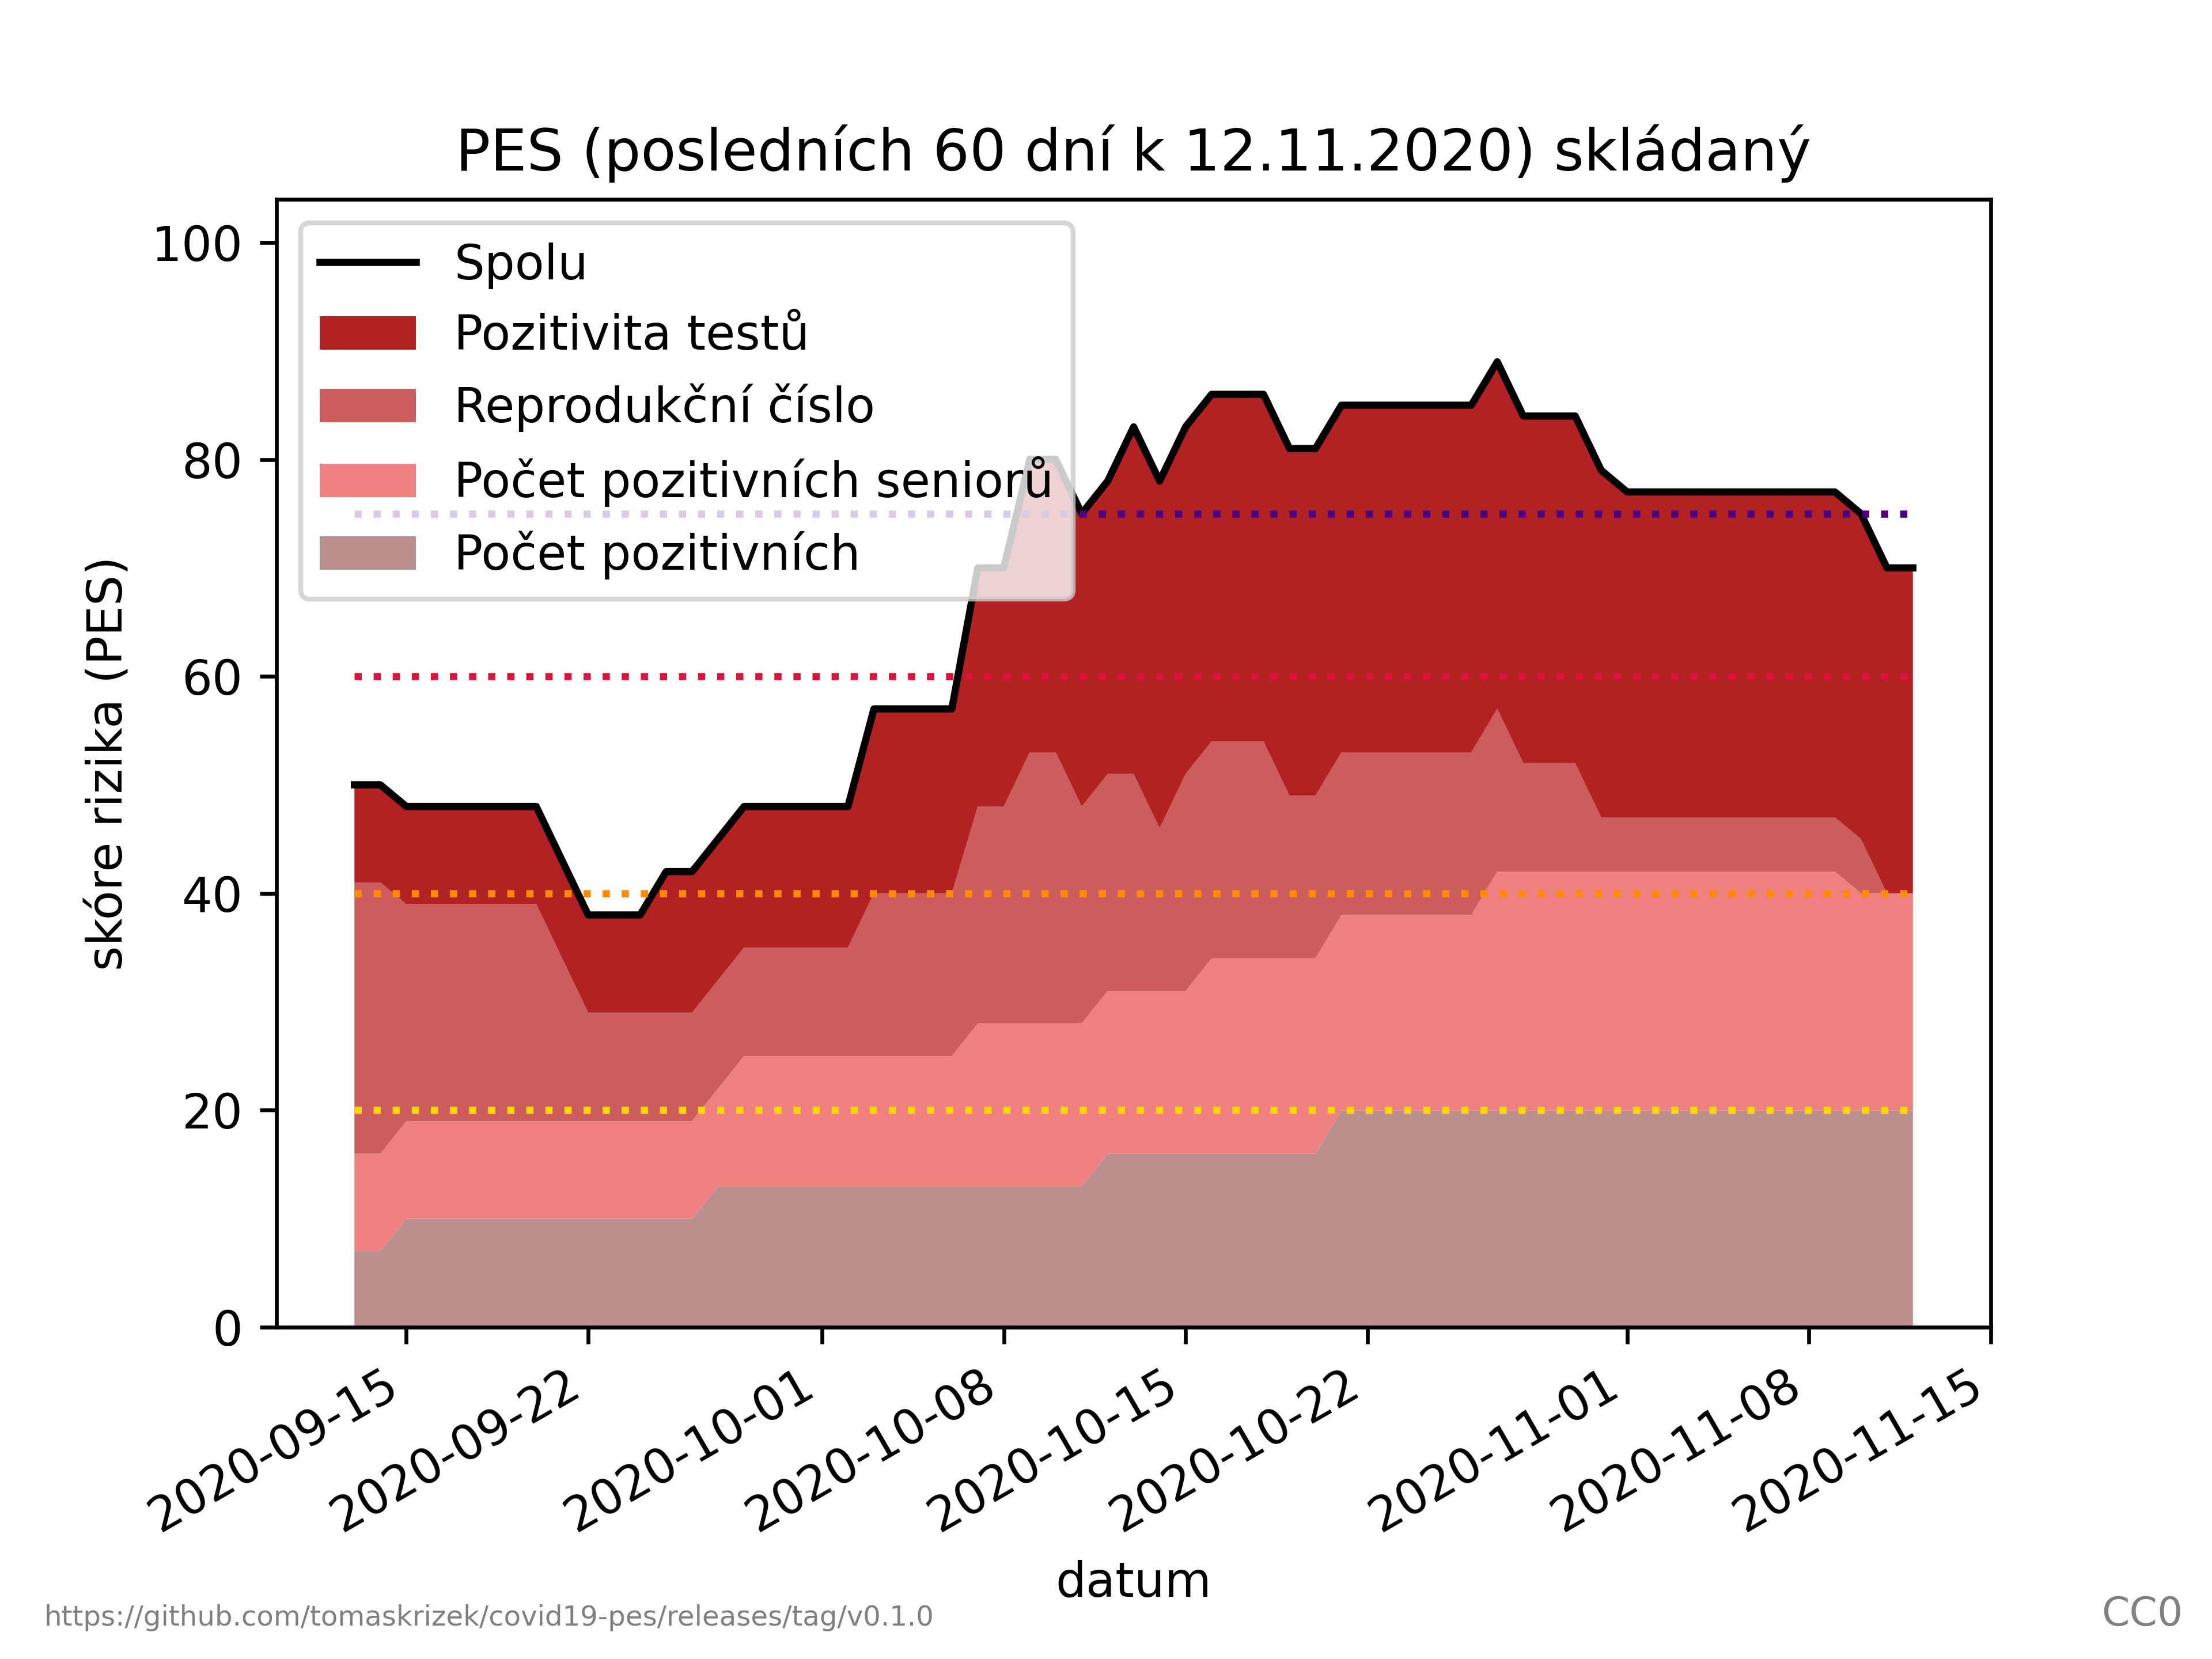 PES (posledních 60 dní k 12.11.2020) skládaný
100
80
60
40
20
0
skóre rizika (PES)
Spolu
Pozitivita testů
Reprodukční číslo
Počet pozitivních seniorů
Počet pozitivních
2020-09-15
2020-09-22
2020-10-01
2020-10-08
2020-10-15
2020-10-22
2020-11-01
2020-11-08
2020-11-15
datum
https://github.com/tomaskrizek/covid19-pes/releases/tag/v0.1.0
CC0